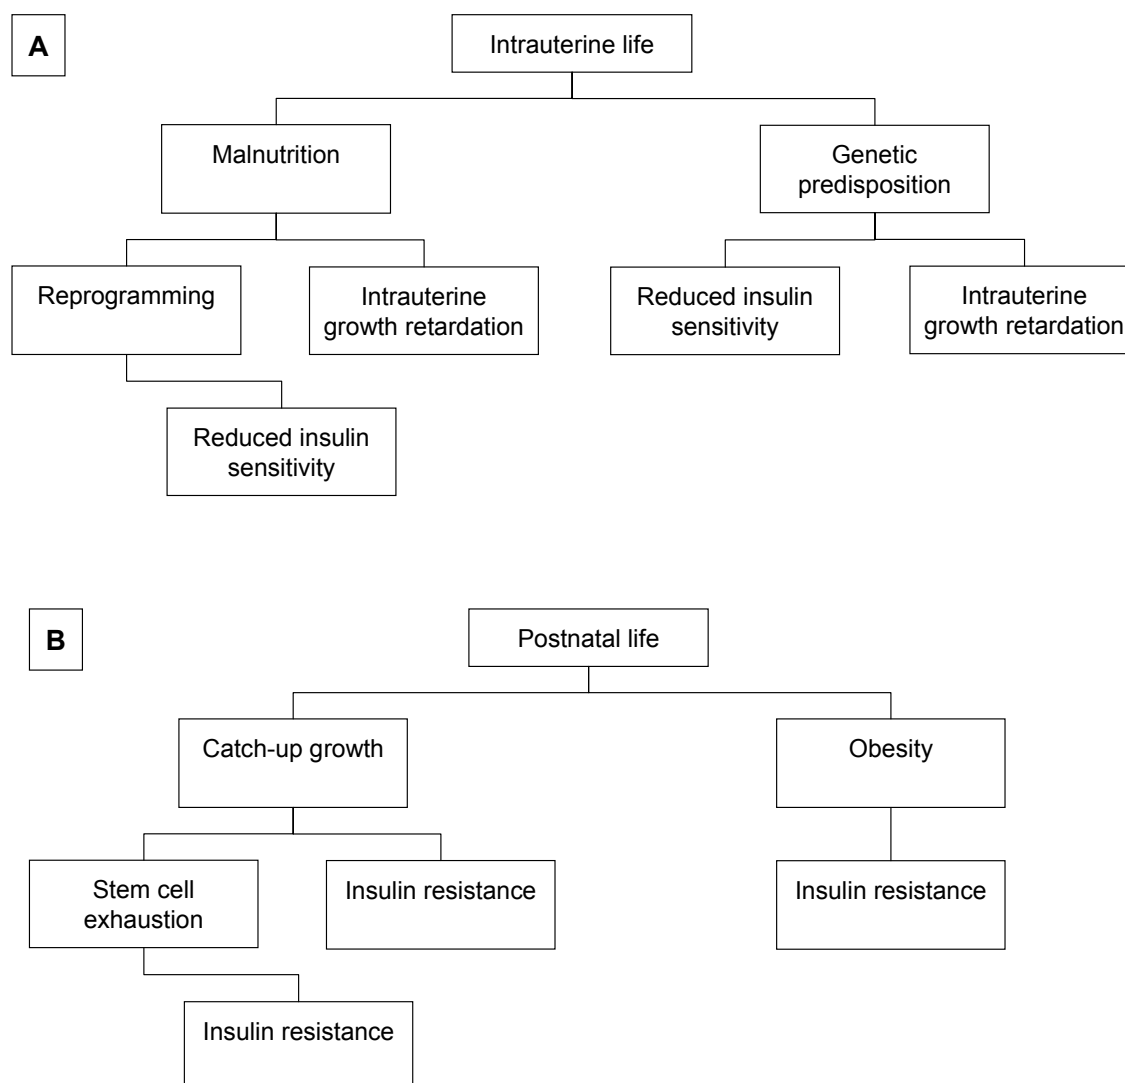 A
Intrauterine life
Malnutrition
Genetic
predisposition
Reprogramming
Intrauterine
growth retardation
Reduced insulin
sensitivity
Intrauterine
growth retardation
Reduced insulin
sensitivity
B
Postnatal life
Catch-up growth
Obesity
Stem cell
exhaustion
Insulin resistance
Insulin resistance
Insulin resistance